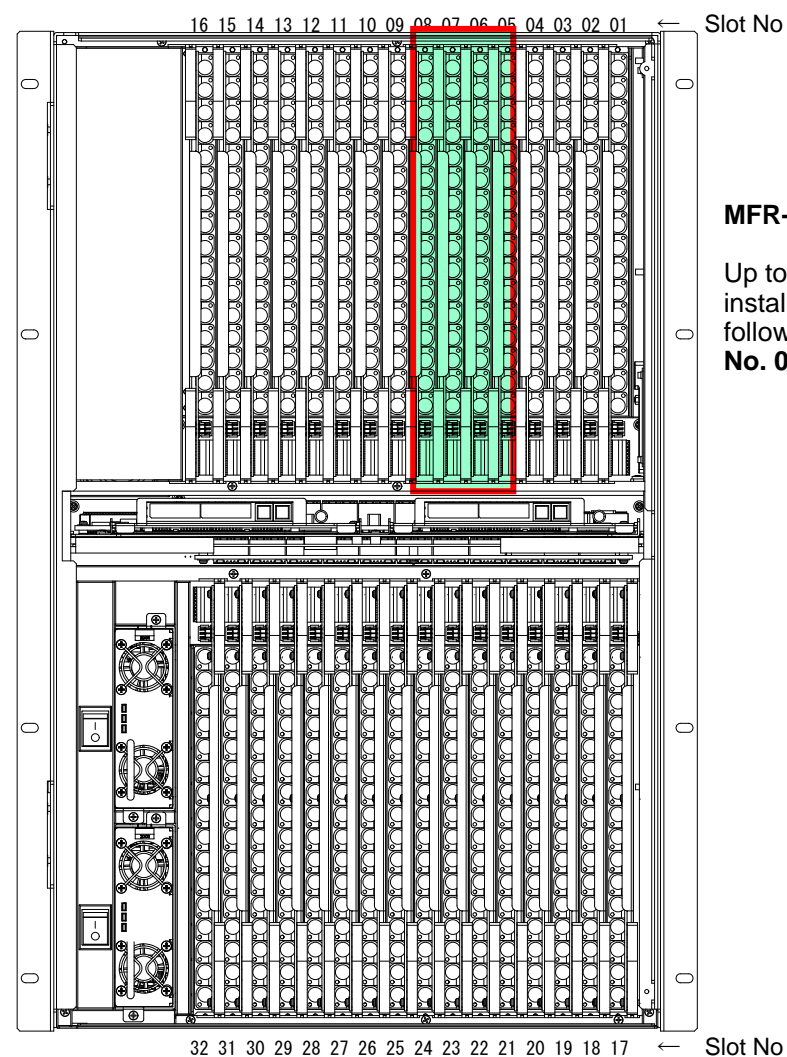 16 15 14 13 12 11 10 09 08 07 06 05 04 03 02 01 ← Slot No
MFR-
Up to
instal
follow
No. 0
32 31 30 29 28 27 26 25 24 23 22 21 20 19 18 17 ← Slot No